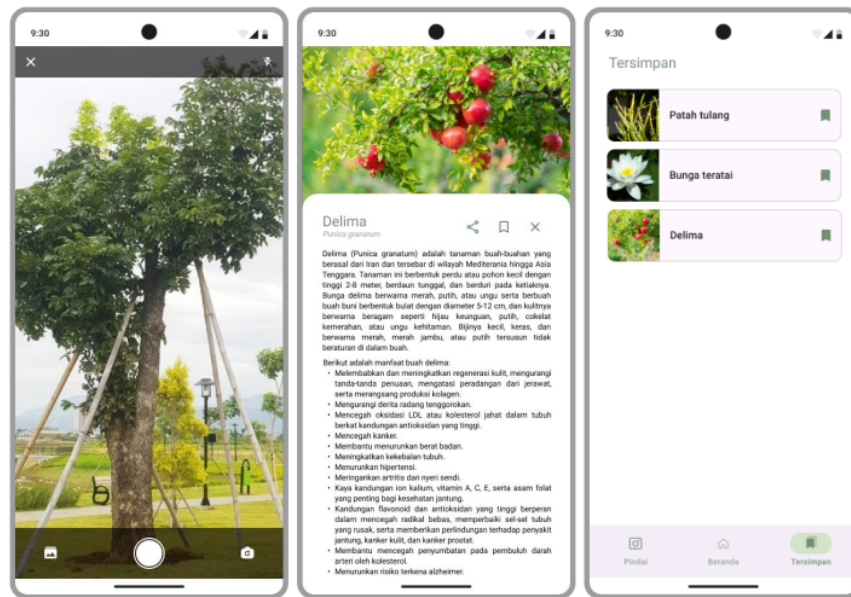 9:30
9:30
Delima
Punica granatum
Delima (Punica granatum) adalah tanaman buah-buahan yang
berasal dari Iran dan tersebar di wilayah Mediterania hingga Asia
Tenggara. Tanaman ini berbentuk perdu atau pohon kecil dengan
tinggi 2-8 meter, berdaun tunggal, dan berduri pada ketiaknya.
Bunga delima berwarna merah, putih, atau ungu serta berbuah
buah buni berbentuk bulat dengan diameter 5-12 cm, dan kulitnya
berwarna beragam seperti hijau keunguan, putih, cokelat
kemerahan, atau ungu kehitaman. Bijinya kecil, keras, dan
berwarna merah, merah jambu, atau putih tersusun tidak
beraturan di dalam buah.
Berikut adalah manfaat buah delima:
• Melembabkan dan meningkatkan regenerasi kulit, mengurangi
tanda-tanda penuaan, mengatasi peradangan dari jerawat,
serta merangsang produksi kolagen.
• Mengurangi derita radang tenggorokan.
• Mencegah oksidasi LDL atau kolesterol jahat dalam tubuh
berkat kandungan antioksidan yang tinggi.
• Mencegah kanker.
• Membantu menurunkan berat badan.
• Meningkatkan kekebalan tubuh.
• Menurunkan hipertensi.
• Meringankan artritis dan nyeri sendi.
• Kaya kandungan ion kalium, vitamin A, C, E, serta asam folat
yang penting bagi kesehatan jantung.
• Kandungan flavonoid dan antioksidan yang tinggi berperan
dalam mencegah radikal bebas, memperbaiki sel-sel tubuh
yang rusak, serta memberikan perlindungan terhadap penyakit
jantung, kanker kulit, dan kanker prostat.
• Membantu mencegah penyumbatan pada pembuluh darah
arteri oleh kolesterol.
• Menurunkan risiko terkena alzheimer.
9:30
Tersimpan
Patah tulang
Bunga teratai
Delima
Pindai
Beranda
Tersimpan